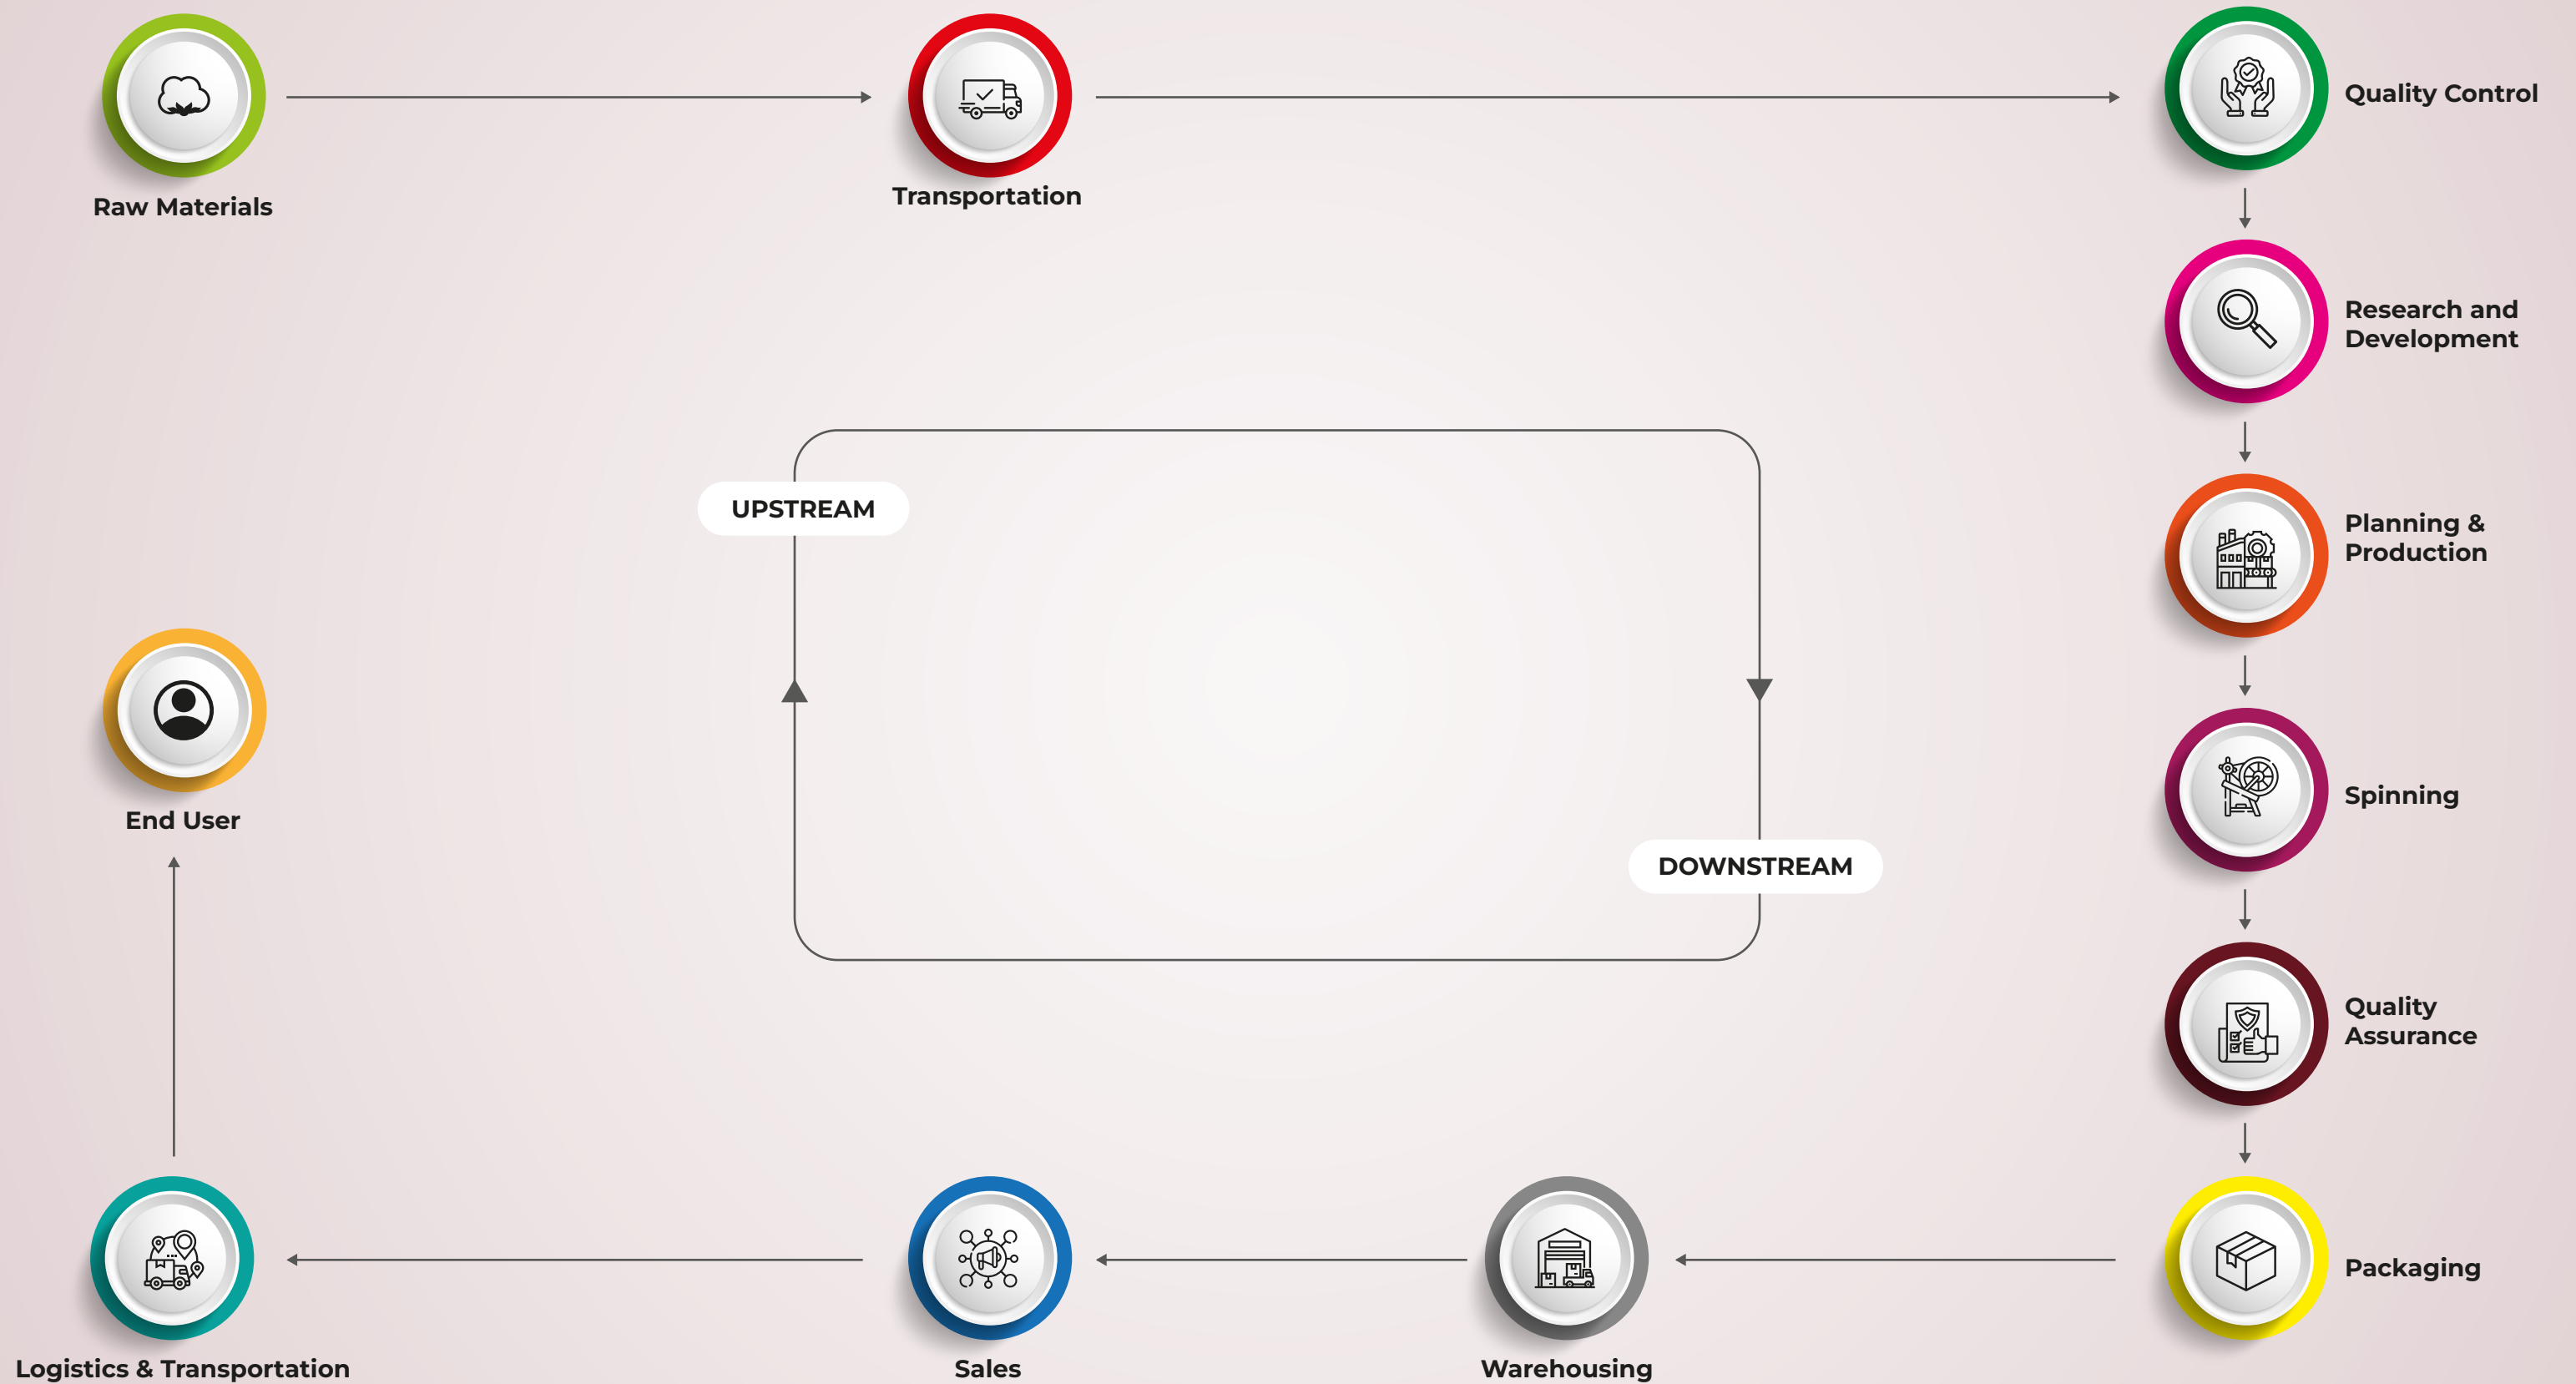 Raw Materials
Transportation
Quality Control
Research and
Development
Planning &
Production
Spinning
Quality
Assurance
Packaging
Warehousing
Sales
Logistics & Transportation
End User
UPSTREAM
DOWNSTREAM